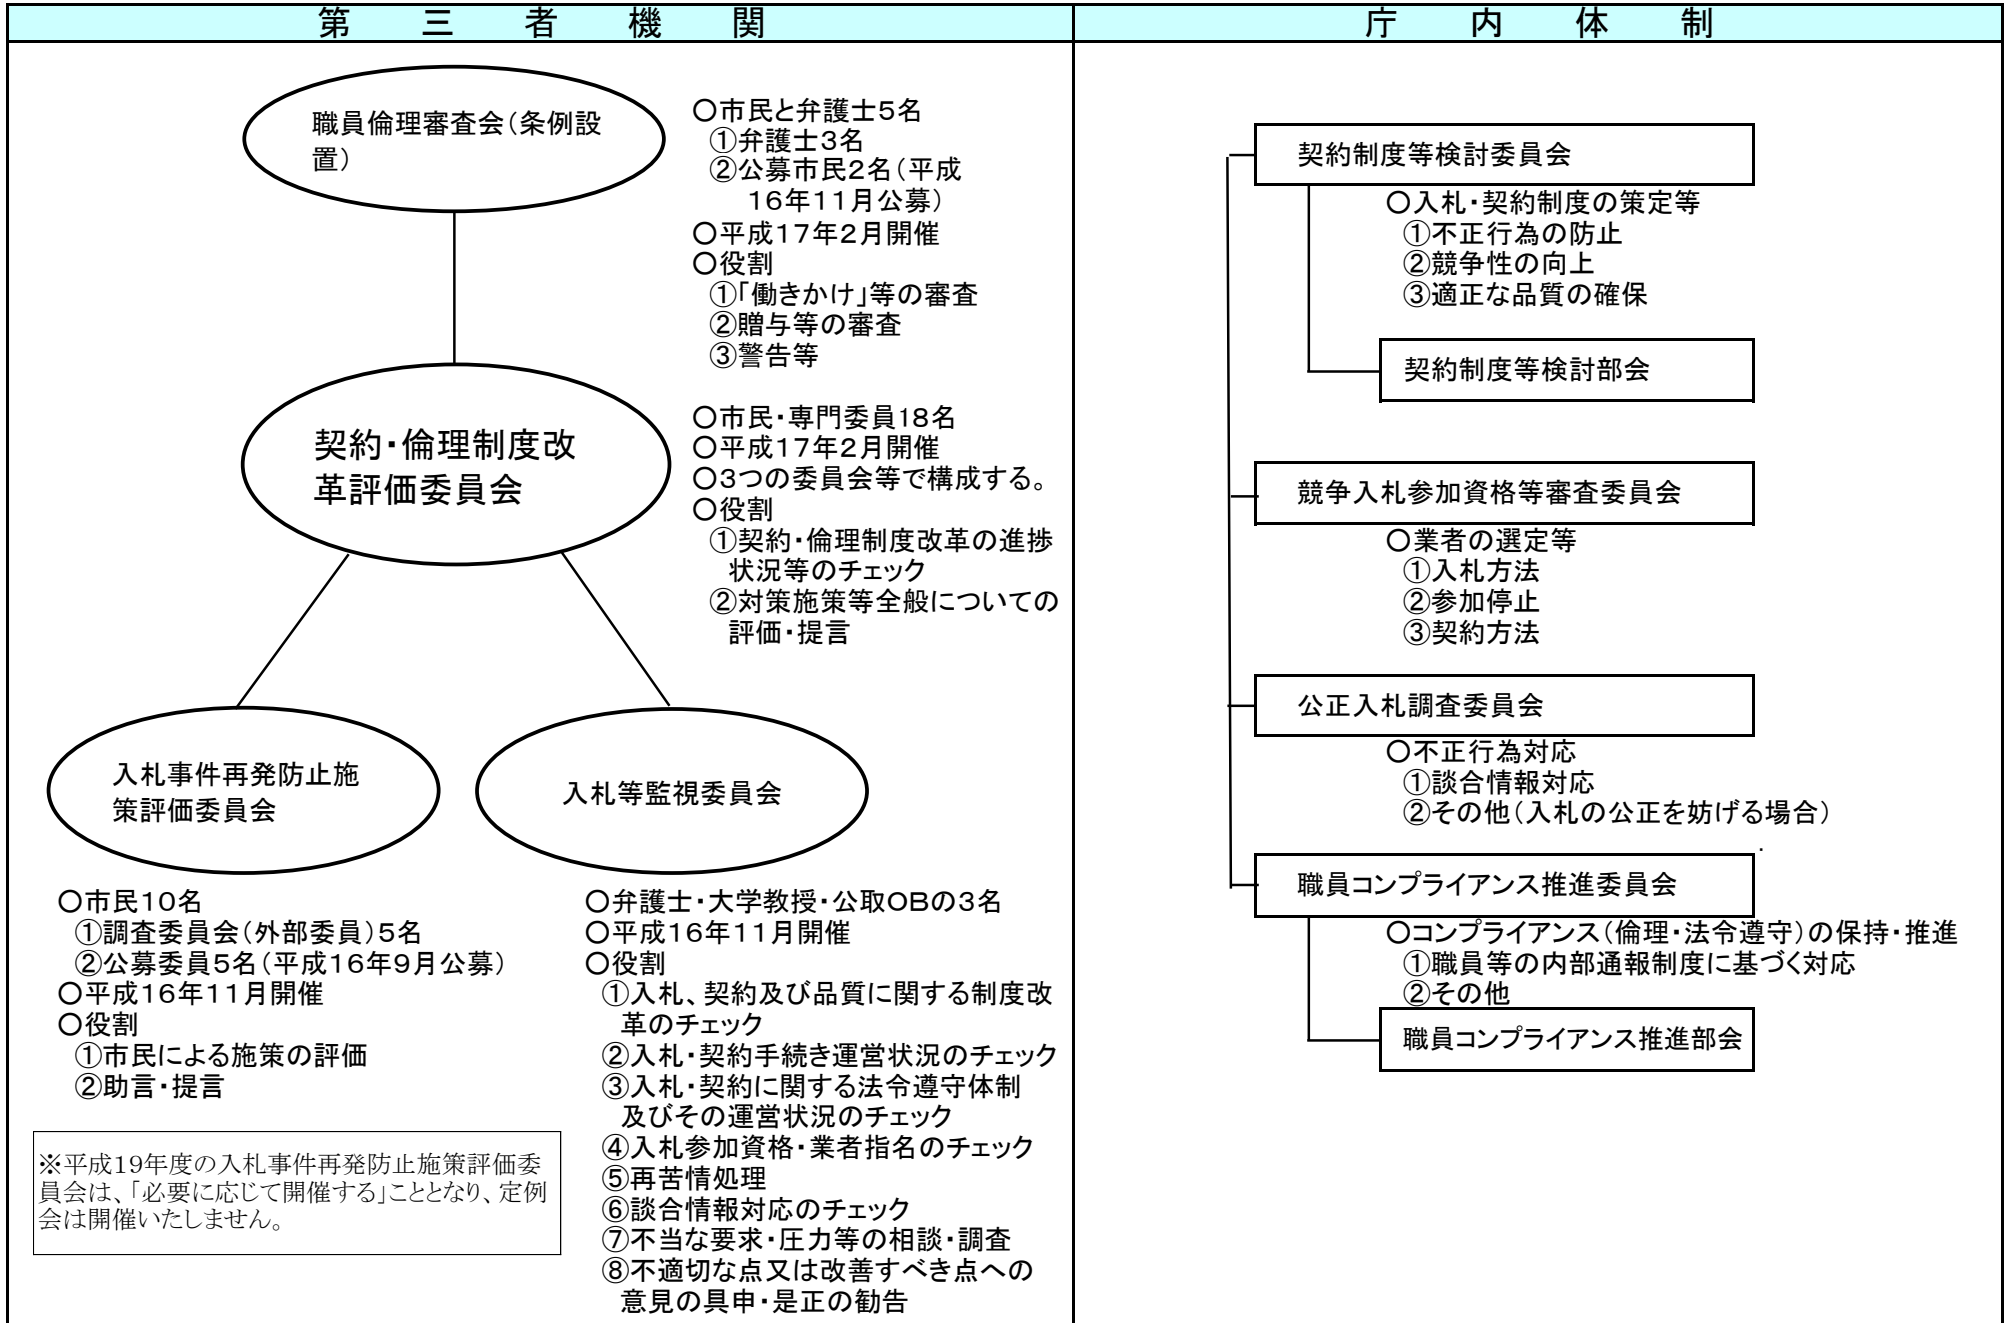 第三者機関
職員倫理審査会(条例設
置)
○市民と弁護士5名
①弁護士3名
②公募市民2名(平成
16年11月公募)
○平成17年2月開催
○役割
①「働きかけ」等の審査
②贈与等の審査
③警告等
契約・倫理制度改
革評価委員会
○市民・専門委員18名
○平成17年2月開催
○3つの委員会等で構成する。
○役割
①契約・倫理制度改革の進捗
状況等のチェック
②対策施策等全般についての
評価・提言
入札事件再発防止施
策評価委員会
○市民10名
①調査委員会(外部委員)5名
②公募委員5名(平成16年9月公募)
○平成16年11月開催
○役割
①市民による施策の評価
②助言・提言
※平成19年度の入札事件再発防止施策評価委
員会は、「必要に応じて開催する」こととなり、定例
会は開催いたしません。
入札等監視委員会
○弁護士・大学教授・公取OBの3名
○平成16年11月開催
○役割
①入札、契約及び品質に関する制度改
革のチェック
②入札・契約手続き運営状況のチェック
③入札・契約に関する法令遵守体制
及びその運営状況のチェック
④入札参加資格・業者指名のチェック
⑤再苦情処理
⑥談合情報対応のチェック
⑦不当な要求・圧力等の相談・調査
⑧不適切な点又は改善すべき点への
意見の具申・是正の勧告
庁内体制
契約制度等検討委員会
○入札・契約制度の策定等
①不正行為の防止
②競争性の向上
③適正な品質の確保
契約制度等検討部会
競争入札参加資格等審査委員会
○業者の選定等
①入札方法
②参加停止
③契約方法
公正入札調査委員会
○不正行為対応
①談合情報対応
②その他(入札の公正を妨げる場合)
.
職員コンプライアンス推進委員会
○コンプライアンス(倫理・法令遵守)の保持・推進
①職員等の内部通報制度に基づく対応
②その他
職員コンプライアンス推進部会